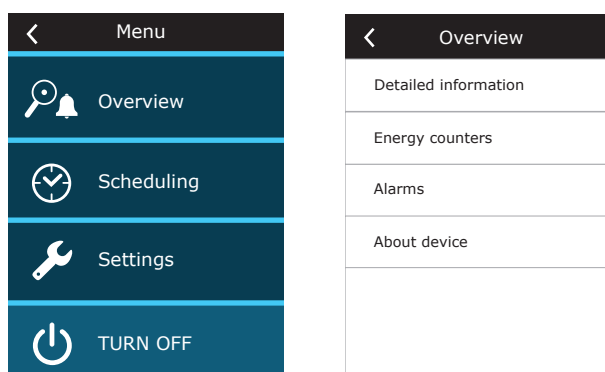 Menu
Overview
Scheduling
Settings
TURN OFF
Overview
Detailed information
Energy counters
Alarms
About device